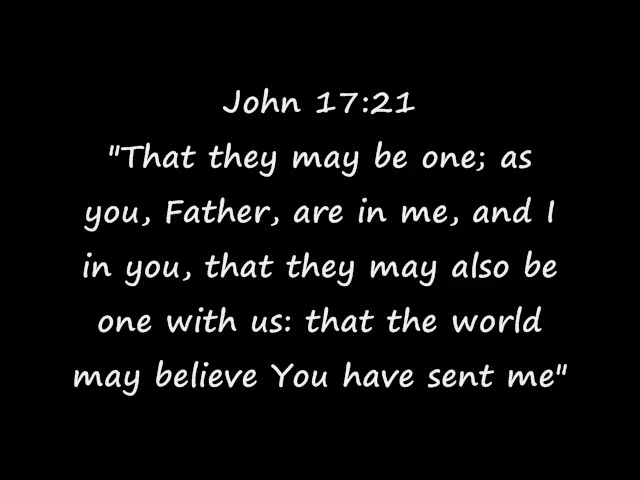 John 17:21
"That they may be one; as
you, Father, are in me, and I
in you, that they may also be
one with us: that the world
may believe You have sent me"